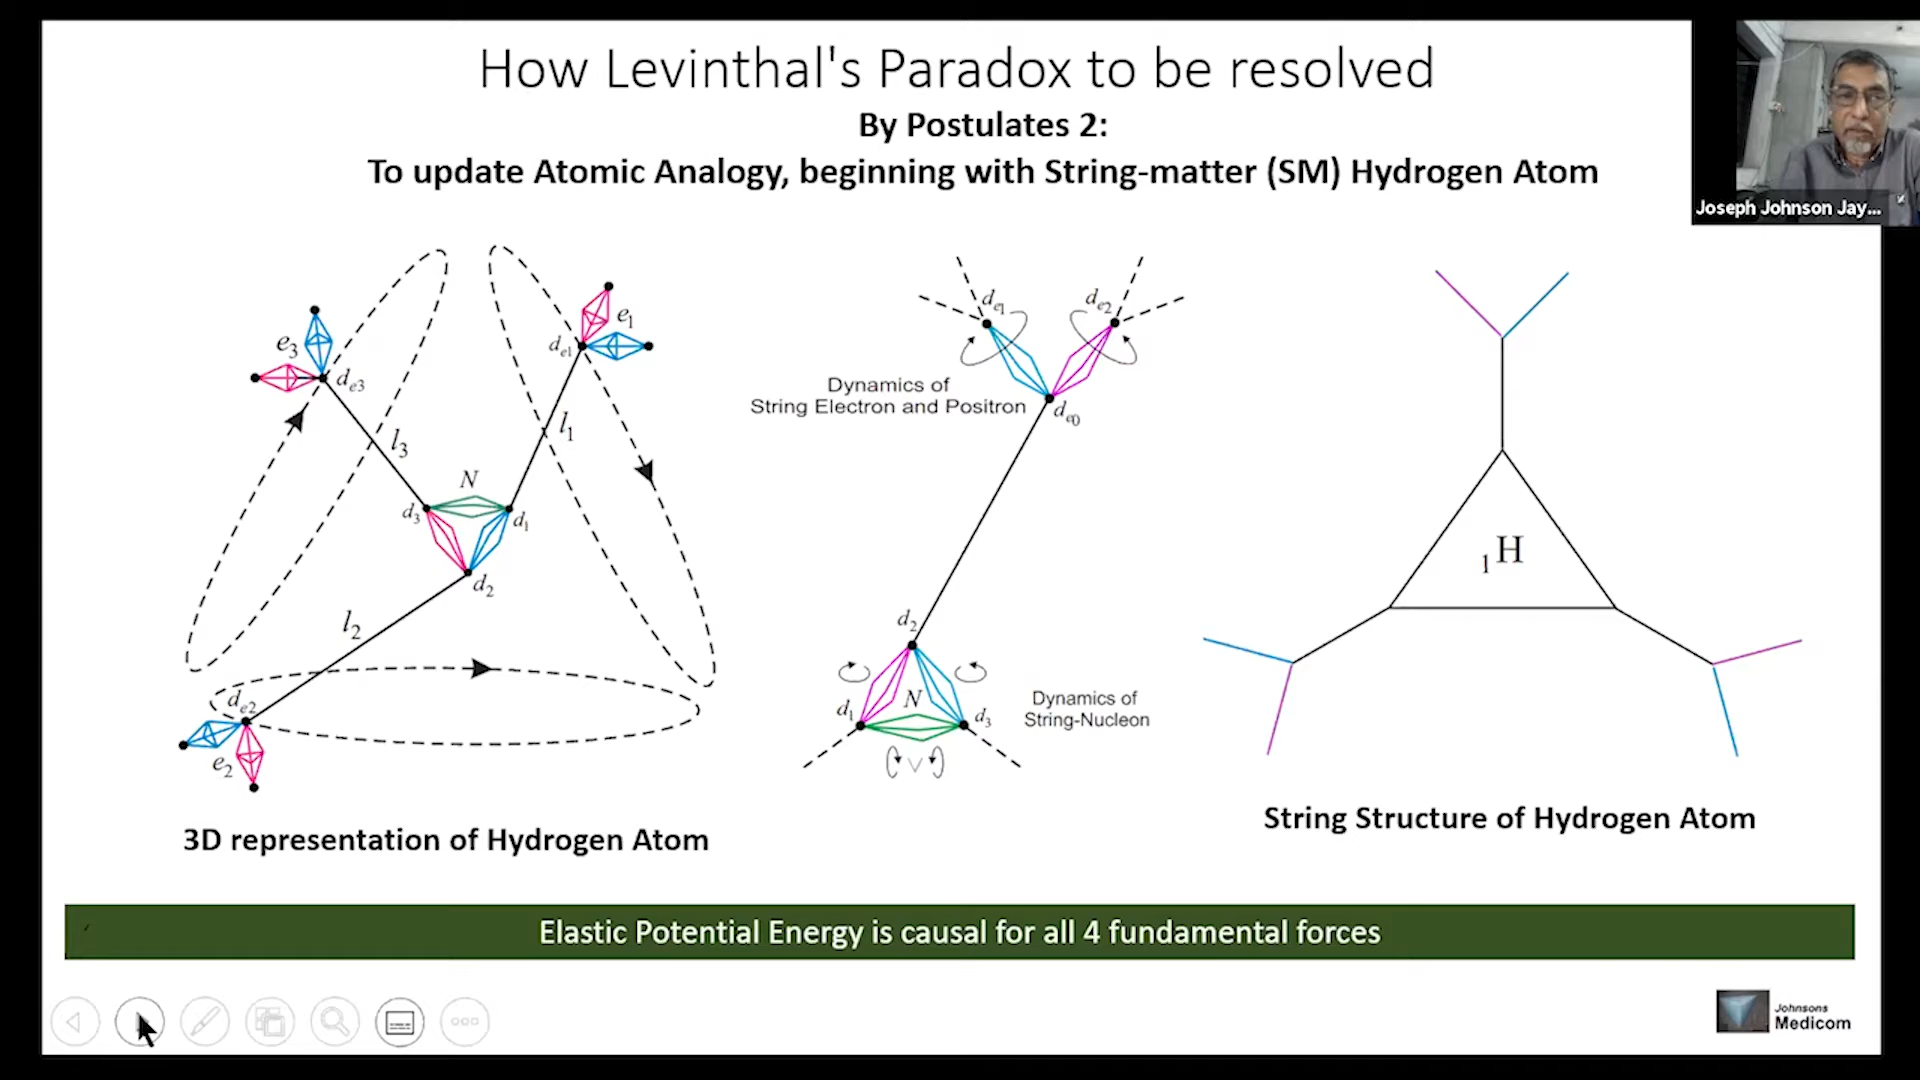 How Levinthal's Paradox to be resolved
By Postulates 2:
To update Atomic Analogy, beginning with String-matter (SM) Hydrogen Atom
Joseph Johnson Jay...
e3
de3
l3
e1
de1
l1
N
d3
d1
d2
l2
de2
e2
3D representation of Hydrogen Atom
de1
de2
Dynamics of
String Electron and Positron
de0
d2
d1
N
d3
Dynamics of
String-Nucleon
1H
String Structure of Hydrogen Atom
Elastic Potential Energy is causal for all 4 fundamental forces
Johnsons
Medicom